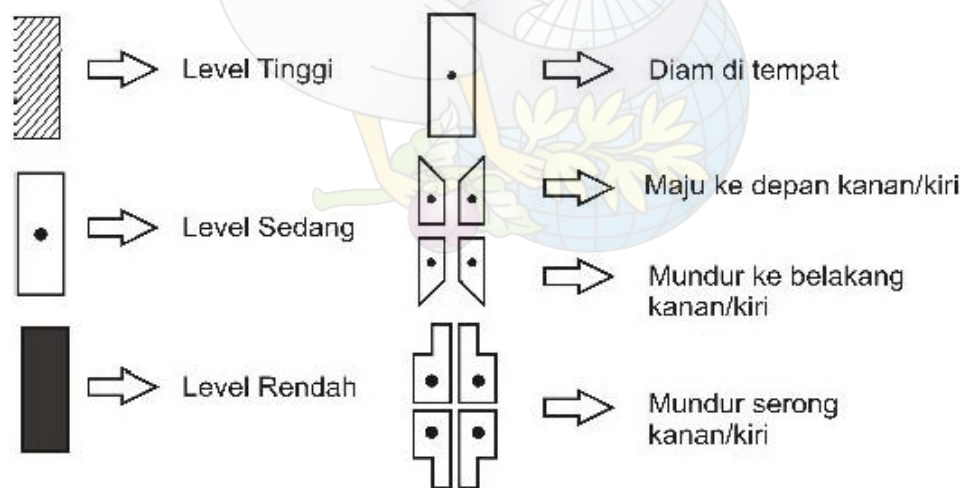 Level Tinggi
Level Sedang
Level Rendah
Diam di tempat
Maju ke depan kanan/kiri
Mundur ke belakang
kanan/kiri
Mundur serong
kanan/kiri